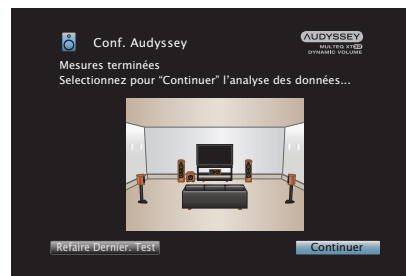 Conf. Audyssey
AUDYSSEY
MULTEQ XT32
DYNAMIC VOLUME
Mesures terminées
Selectionnez pour "Continuer" l'analyse des données...
Refaire Dernier. Test
Continuer